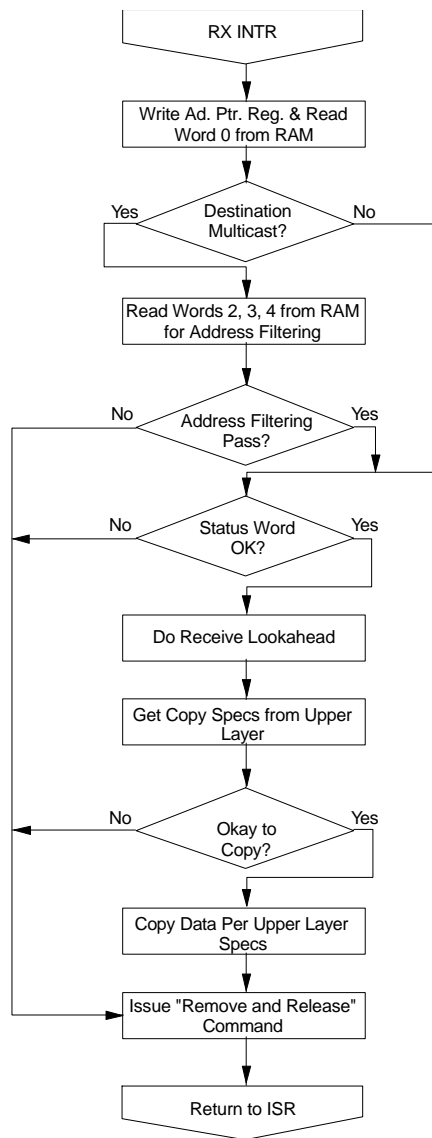 RX INTR
Write Ad. Ptr. Reg. & Read
Word 0 from RAM
Yes
Destination
Multicast?
No
Read Words 2, 3, 4 from RAM
for Address Filtering
No
Address Filtering
Pass?
Yes
No
Status Word
OK?
Yes
Do Receive Lookahead
Get Copy Specs from Upper
Layer
No
Okay to
Copy?
Yes
Copy Data Per Upper Layer
Specs
Issue "Remove and Release"
Command
Return to ISR